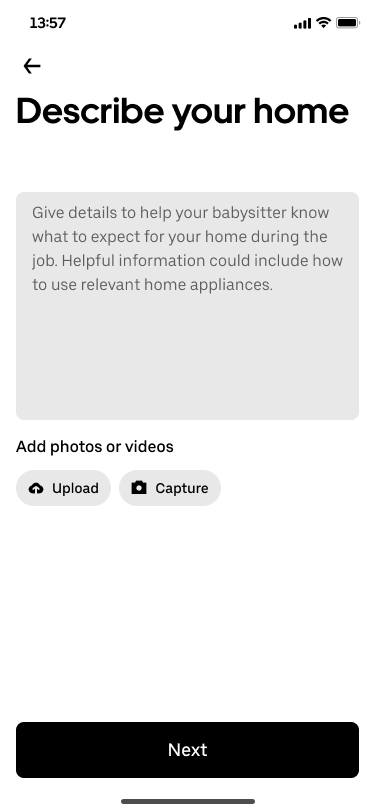 13:57
Describe your home
Give details to help your babysitter know
what to expect for your home during the
job. Helpful information could include how
to use relevant home appliances.
Add photos or videos
Upload
Capture
Next